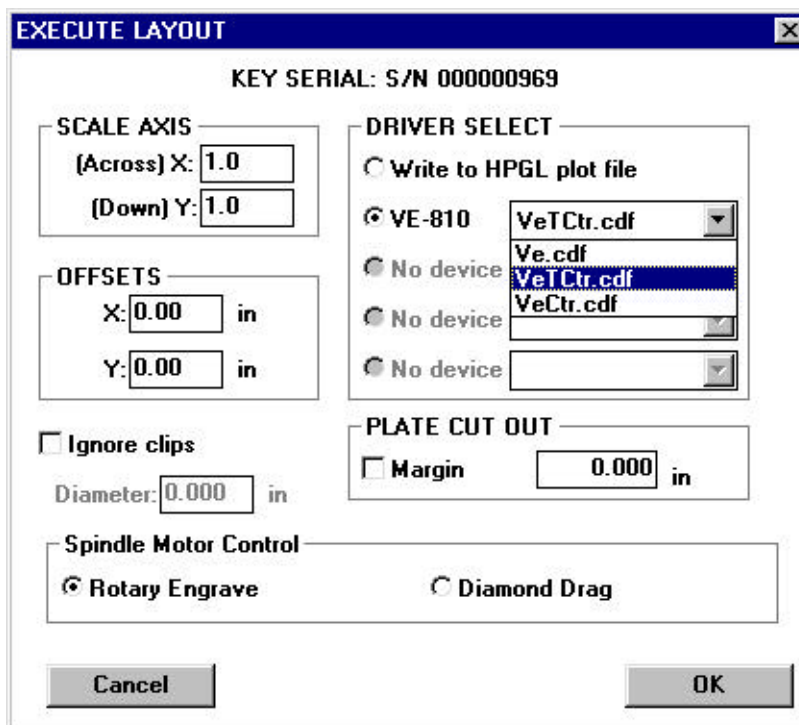 EXECUTE LAYOUT
KEY SERIAL: S/N 000000969
SCALE AXIS
(Across) X: 1.0
(Down) Y: 1.0
OFFSETS
X: 0.00 in
Y: 0.00 in
Ignore clips
Diameter: 0.000 in
DRIVER SELECT
Write to HPGL plot file
VE-810 VeTCtr.cdf
Ve.cdf
VeTCtr.cdf
VeCtr.cdf
No device
No device
No device
PLATE CUT OUT
Margin 0.000 in
Spindle Motor Control
Rotary Engrave Diamond Drag
Cancel OK